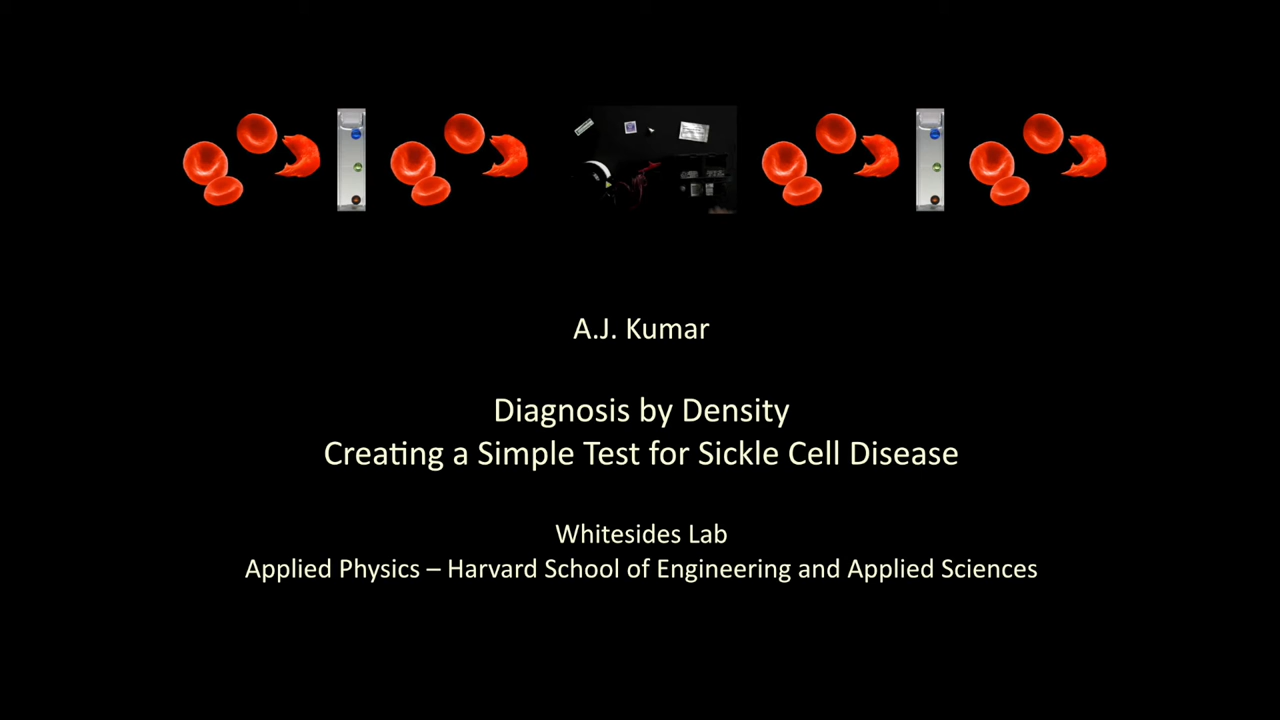 A.J. Kumar
Diagnosis by Density
Creating a Simple Test for Sickle Cell Disease
Whitesides Lab
Applied Physics – Harvard School of Engineering and Applied Sciences